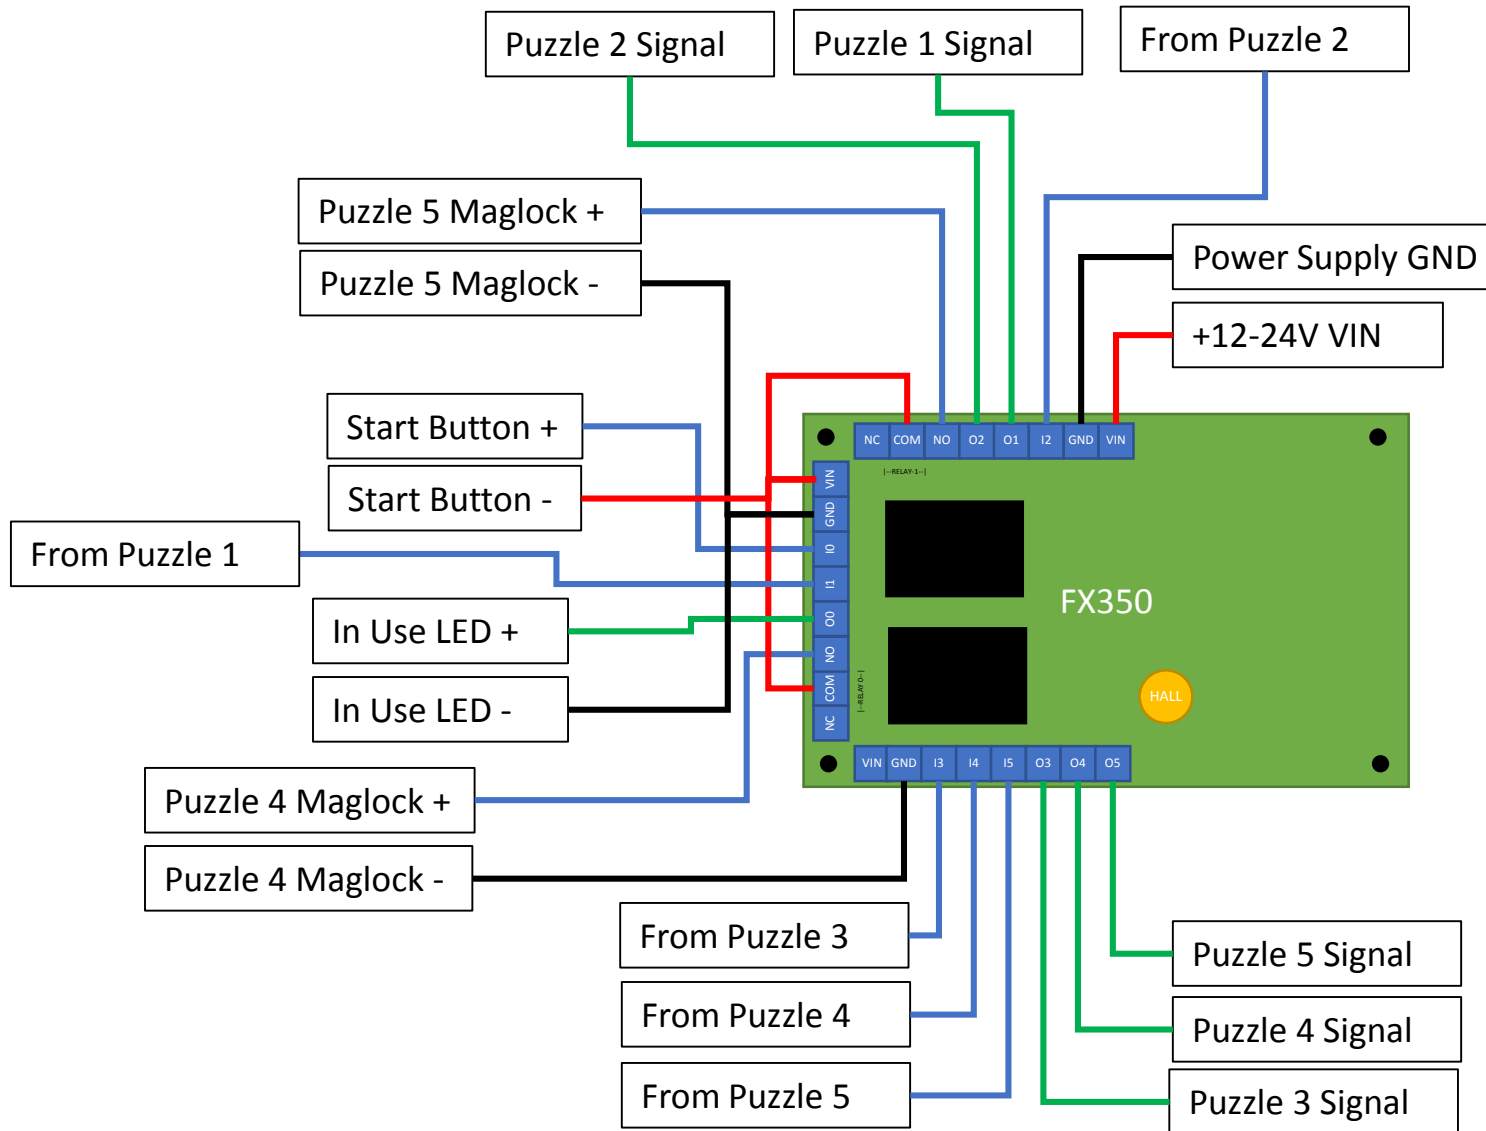 Puzzle 2 Signal
Puzzle 1 Signal
From Puzzle 2
Puzzle 5 Maglock +
Puzzle 5 Maglock -
Power Supply GND
+12-24V VIN
Start Button +
Start Button -
From Puzzle 1
In Use LED +
In Use LED -
Puzzle 4 Maglock +
Puzzle 4 Maglock -
NC COM NO O2 O1 I2 GND VIN
|--RELAY-1--|
VIN
GND
I0
I1
O0
NO
COM
NC
|--RELAY 0--|
FX350
HALL
VIN GND I3 I4 I5 O3 O4 O5
From Puzzle 3
From Puzzle 4
From Puzzle 5
Puzzle 5 Signal
Puzzle 4 Signal
Puzzle 3 Signal